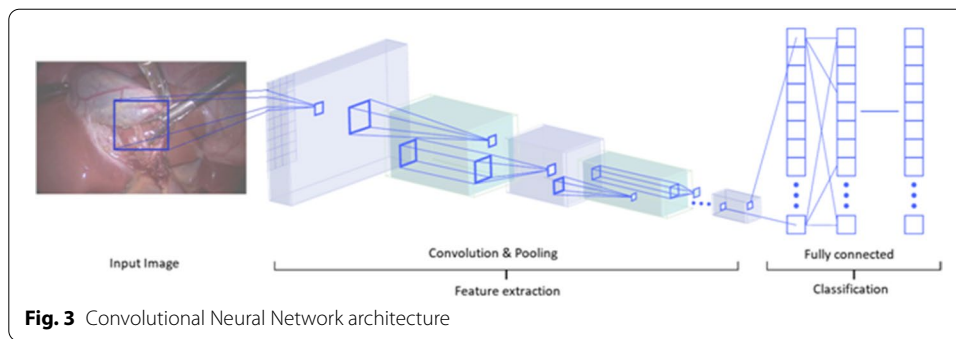 Input Image
Convolution & Pooling
Feature extraction
Fully connected
Classification
Fig. 3 Convolutional Neural Network architecture